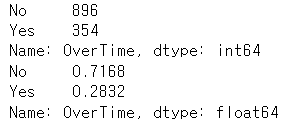 No     896
Yes    354
Name: OverTime, dtype: int64
No     0.7168
Yes    0.2832
Name: OverTime, dtype: float64